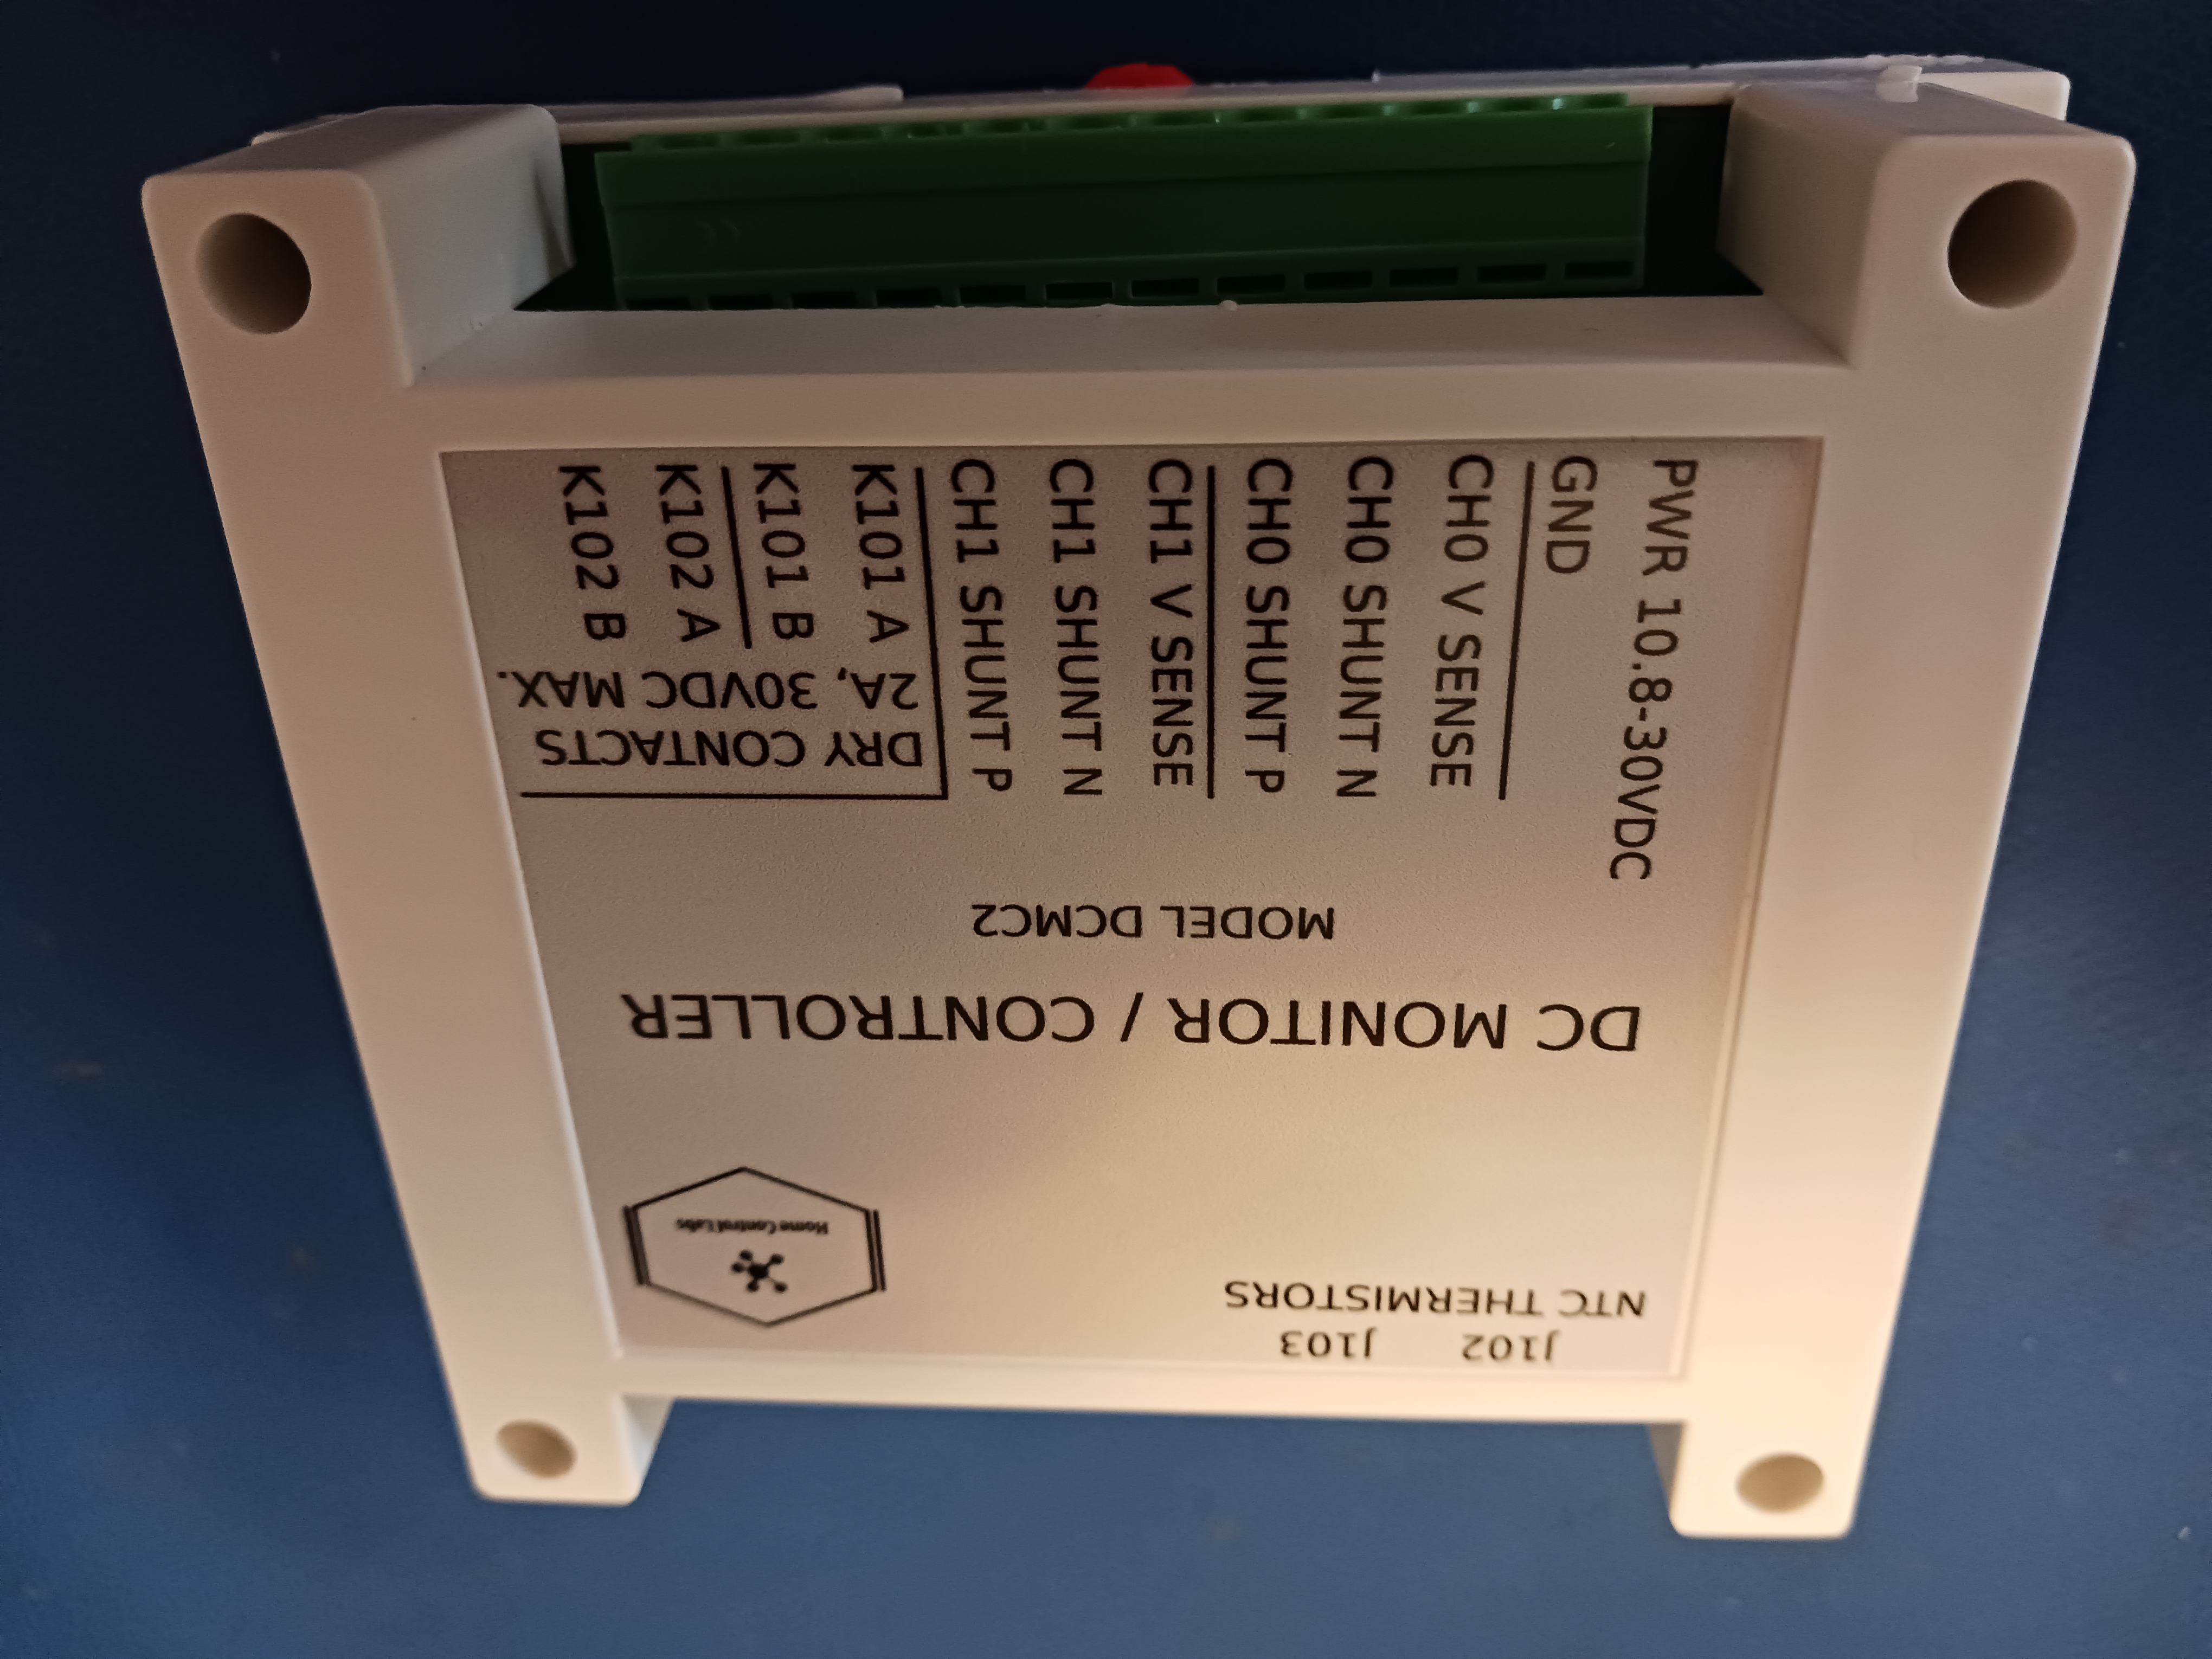 J102 J103
NTC THERMISTORS
Home Control Labs
DC MONITOR / CONTROLLER
MODEL DCMC2
PWR 10.8-30VDC
GND
CH0 V SENSE
CH0 SHUNT N
CH0 SHUNT P
CH1 V SENSE
CH1 SHUNT N
CH1 SHUNT P
DRY CONTACTS
2A, 30VDC MAX.
K101 A
K101 B
K102 A
K102 B